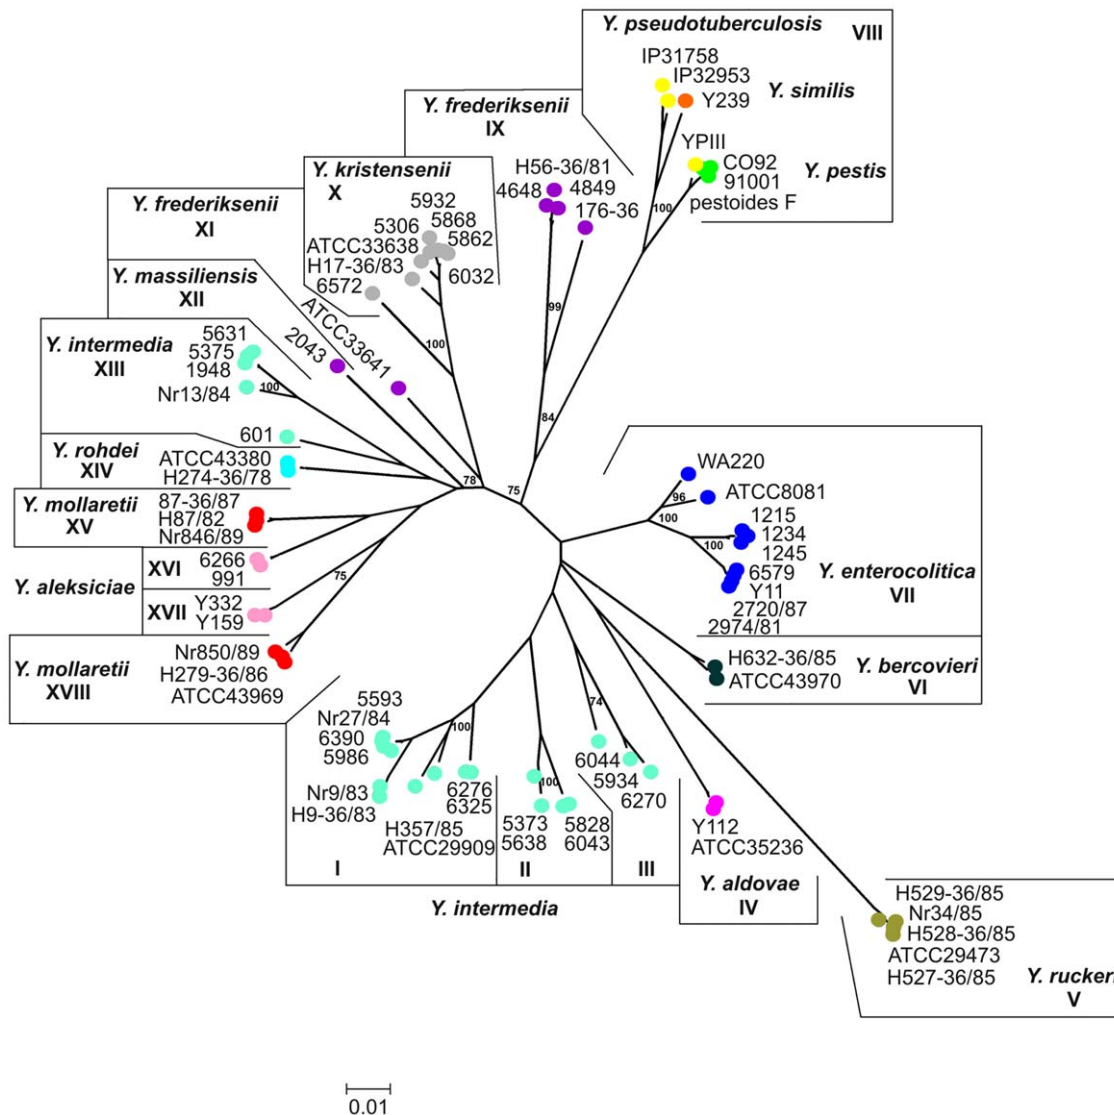 Y. pseudotuberculosis
VIII
IP31758
IP32953
Y. similis
Y239
YPIII
CO92
Y. pestis
91001
pestoides F
100
Y. frederiksenii
IX
H56-36/81
4648
4849
176-36
99
84
Y. kristensenii
X
5932
5306
5868
ATCC33638
5862
H17-36/83
6032
6572
100
Y. frederiksenii
XI
ATCC33641
Y. massiliensis
XII
2043
Y. intermedia
XIII
5631
5375
1948
Nr13/84
100
601
Y. rohdei
XIV
ATCC43380
H274-36/78
78
75
Y. mollaretii
XV
87-36/87
H87/82
Nr846/89
Y. aleksiciae
XVI
6266
991
XVII
Y332
Y159
75
Y. mollaretii
XVIII
Nr850/89
H279-36/86
ATCC43969
WA220
96
ATCC8081
100
1215
1234
1245
100
6579
Y11
2720/87
2974/81
Y. enterocolitica
VII
H632-36/85
ATCC43970
Y. bercovieri
VI
5593
Nr27/84
6390
5986
100
Nr9/83
H9-36/83
6276
6325
H357/85
ATCC29909
I
100
5373
5638
5828
6043
II
74
6044
5934
6270
III
Y. intermedia
Y112
ATCC35236
Y. aldovae
IV
H529-36/85
Nr34/85
H528-36/85
ATCC29473
H527-36/85
Y. ruckeri
V
0.01